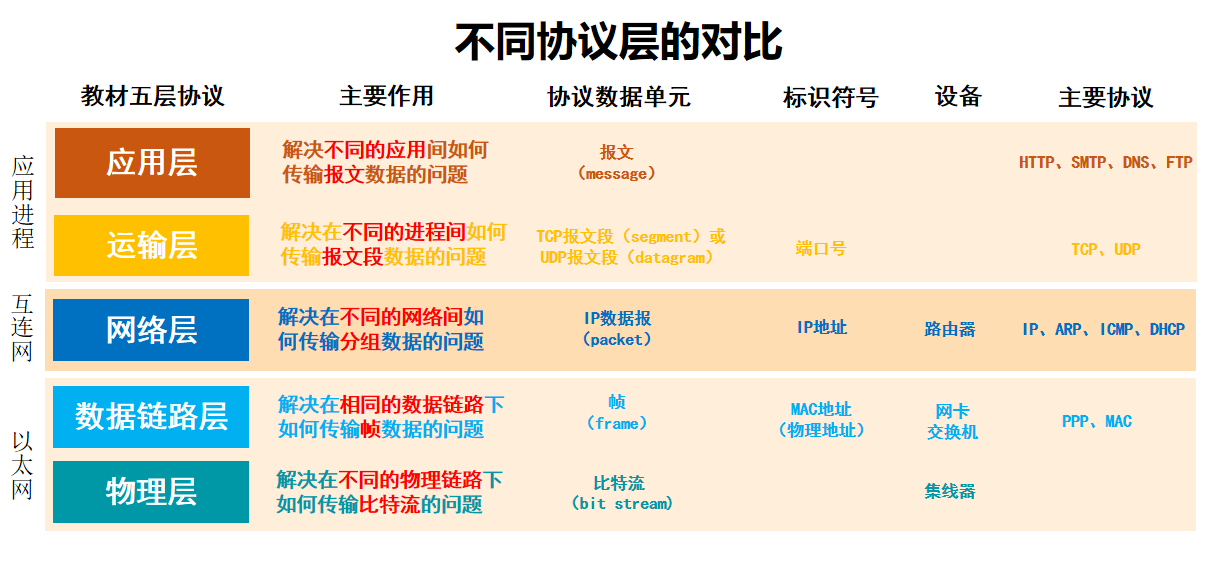 不同协议层的对比
教材五层协议 主要作用 协议数据单元 标识符号 设备 主要协议
应用进程
应用层
解决不同的应用间如何
传输报文数据的问题
报文
（message）
HTTP、SMTP、DNS、FTP
运输层
解决在不同的进程间如何
传输报文段数据的问题
TCP报文段（segment）或
UDP报文段（datagram）
端口号
TCP、UDP
互连网
网络层
解决在不同的网络间如
何传输分组数据的问题
IP数据报
（packet）
IP地址
路由器
IP、ARP、ICMP、DHCP
以太网
数据链路层
解决在相同的数据链路下
如何传输帧数据的问题
帧
（frame）
MAC地址
（物理地址）
网卡
交换机
PPP、MAC
物理层
解决在不同的物理链路下
如何传输比特流的问题
比特流
(bit stream)
集线器